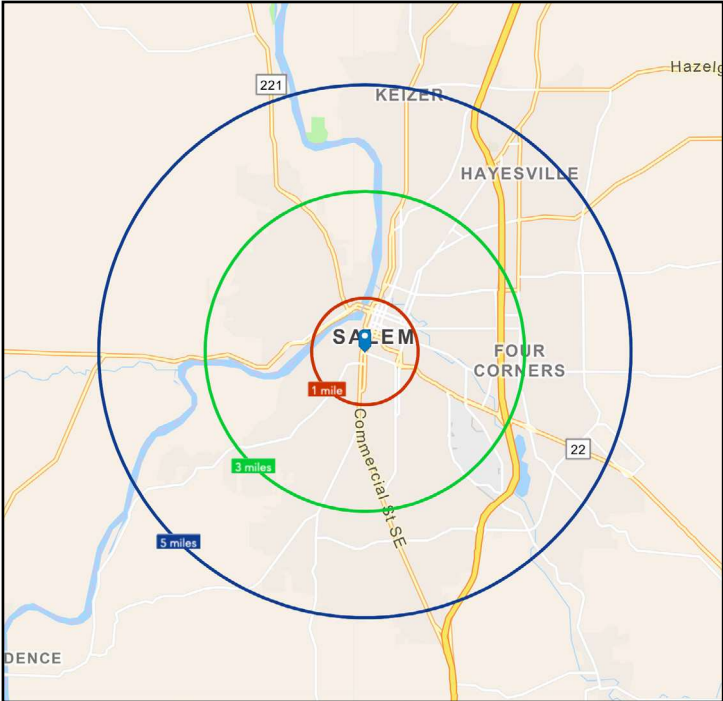 221
KEIZER
Hazelg
HAYESVILLE
SALEM
FOUR
CORNERS
1 mile
Commercial St SE
22
3 miles
5 miles
DENCE